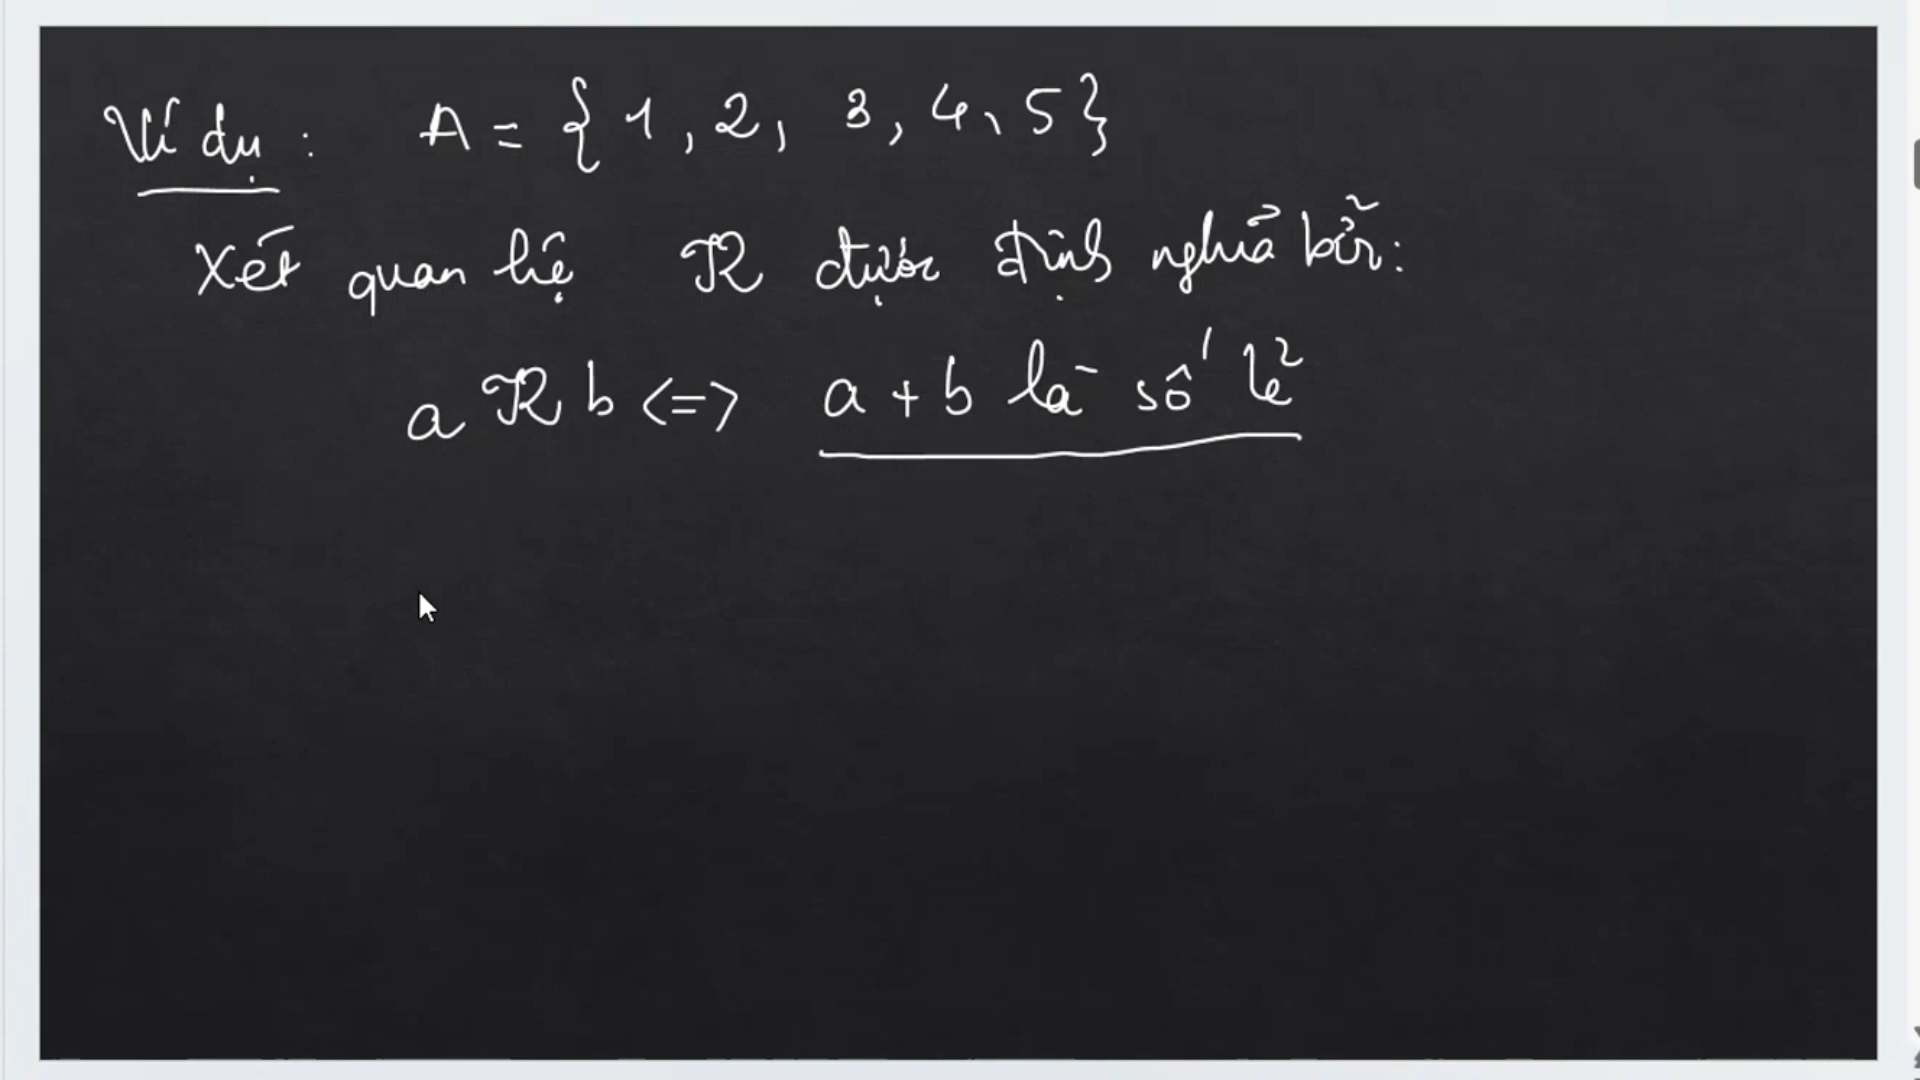 Ví dụ : A = { 1 , 2 , 3 , 4 , 5 }
Xét quan hệ R được định nghĩa bởi :
a R b <=> a + b là số lẻ